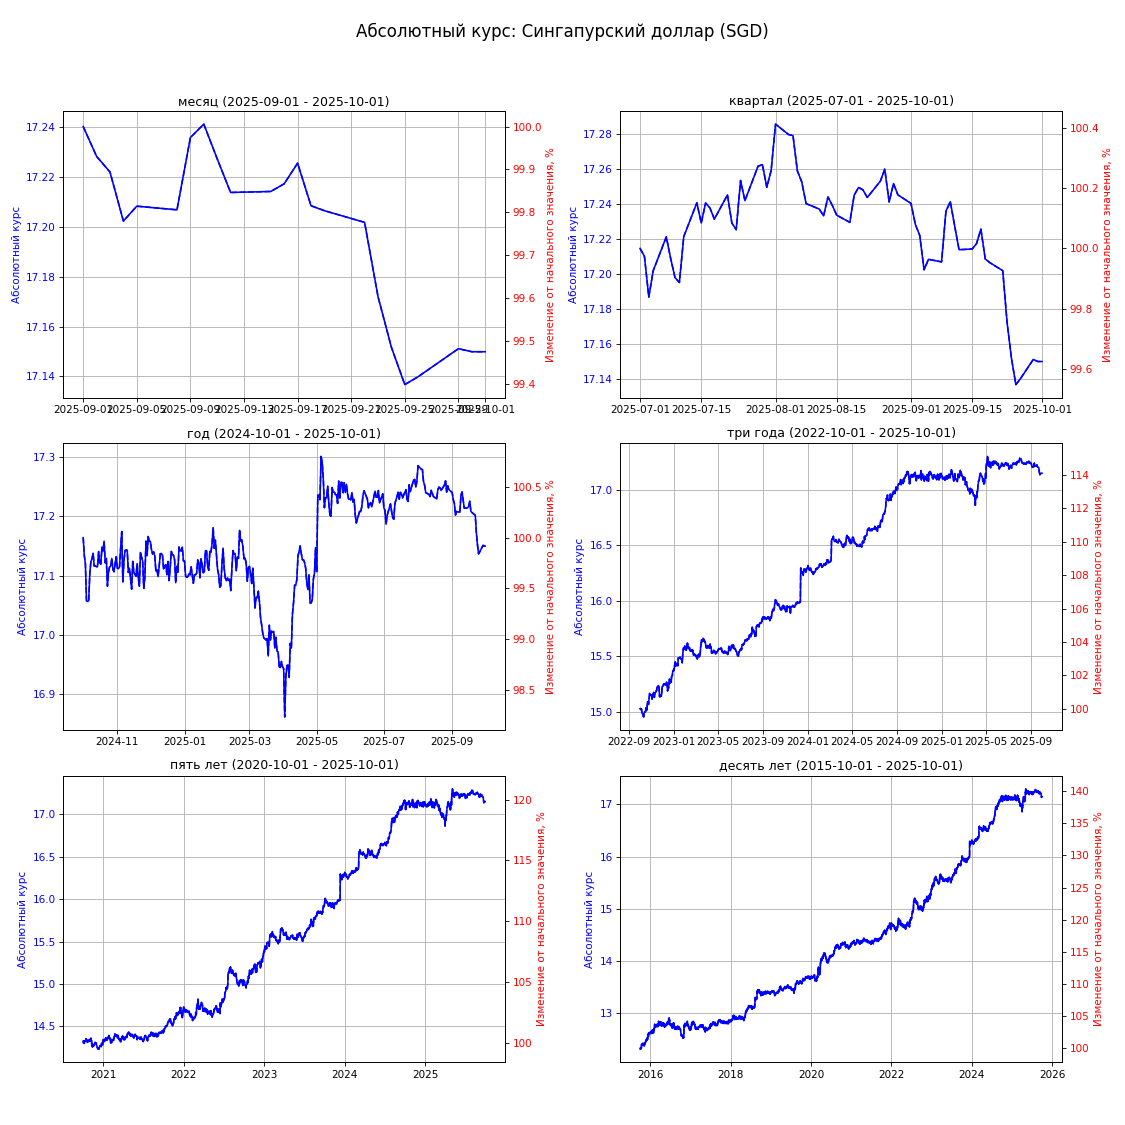 Абсолютный курс: Сингапурский доллар (SGD)
месяц (2025-09-01 - 2025-10-01)
Абсолютный курс
17.24
17.22
17.20
17.18
17.16
17.14
100.0
99.9
99.8
99.7
99.6
99.5
99.4
Изменение от начального значения, %
2025-09-01 2025-09-05 2025-09-09 2025-09-13 2025-09-17 2025-09-21 2025-09-25 2025-09-29 2025-10-01
квартал (2025-07-01 - 2025-10-01)
Абсолютный курс
17.28
17.26
17.24
17.22
17.20
17.18
17.16
17.14
100.4
100.2
100.0
99.8
99.6
Изменение от начального значения, %
2025-07-01 2025-07-15 2025-08-01 2025-08-15 2025-09-01 2025-09-15 2025-10-01
год (2024-10-01 - 2025-10-01)
Абсолютный курс
17.3
17.2
17.1
17.0
16.9
100.5
100.0
99.5
99.0
98.5
Изменение от начального значения, %
2024-11 2025-01 2025-03 2025-05 2025-07 2025-09
три года (2022-10-01 - 2025-10-01)
Абсолютный курс
17.0
16.5
16.0
15.5
15.0
114
112
110
108
106
104
102
100
Изменение от начального значения, %
2022-09 2023-01 2023-05 2023-09 2024-01 2024-05 2024-09 2025-01 2025-05 2025-09
пять лет (2020-10-01 - 2025-10-01)
Абсолютный курс
17.0
16.5
16.0
15.5
15.0
14.5
120
115
110
105
100
Изменение от начального значения, %
2021 2022 2023 2024 2025
десять лет (2015-10-01 - 2025-10-01)
Абсолютный курс
17
16
15
14
13
140
135
130
125
120
115
110
105
100
Изменение от начального значения, %
2016 2018 2020 2022 2024 2026